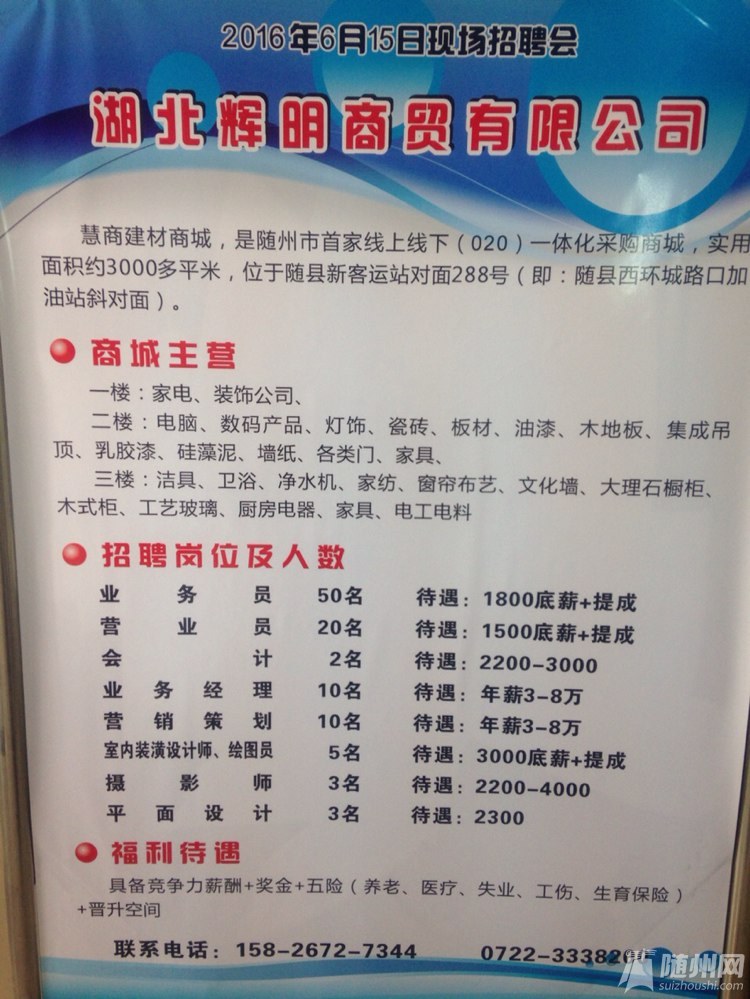 2016年6月15日现场招聘会
湖北辉明商贸有限公司
慧商建材商城，是随州市首家线上线下（020）一体化采购商城，实用
面积约3000多平米，位于随县新客运站对面288号（即：随县西环城路口加
油站斜对面）。
商城主营
一楼：家电、装饰公司、
二楼：电脑、数码产品、灯饰、瓷砖、板材、油漆、木地板、集成吊
顶、乳胶漆、硅藻泥、墙纸、各类门、家具、
三楼：洁具、卫浴、净水机、家纺、窗帘布艺、文化墙、大理石橱柜、
木式柜、工艺玻璃、厨房电器、家具、电工电料
招聘岗位及人数
业务员 50名 待遇：1800底薪+提成
营业员 20名 待遇：1500底薪+提成
会计 2名 待遇：2200-3000
业务经理 10名 待遇：年薪3-8万
营销策划 10名 待遇：年薪3-8万
室内装潢设计师、绘图员 5名 待遇：3000底薪+提成
摄影师 3名 待遇：2200-4000
平面设计 3名 待遇：2300
福利待遇
具备竞争力薪酬+奖金+五险（养老、医疗、失业、工伤、生育保险）
+晋升空间
联系电话：158-2672-7344 0722-33382
随州网
suizhoushi.com